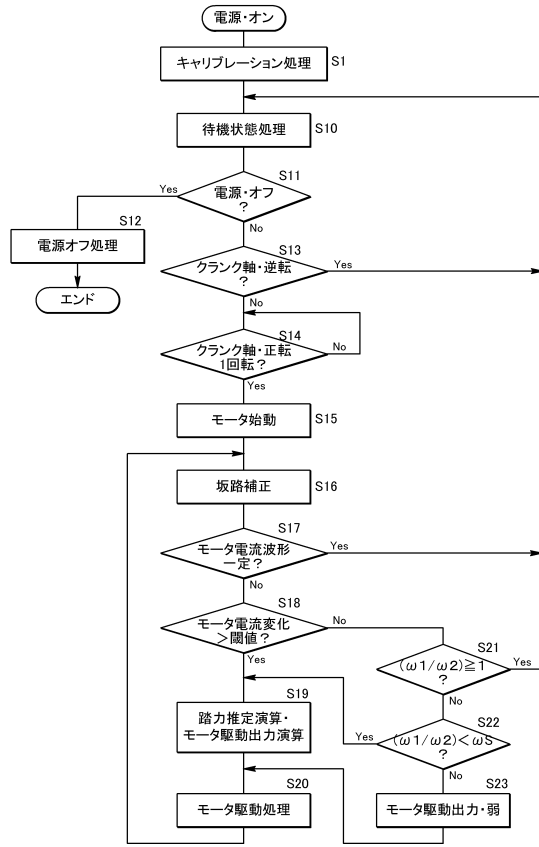 電源・オン
キャリブレーション処理
S1
待機状態処理
S10
S11
電源・オフ
?
Yes
No
S12
電源オフ処理
エンド
S13
クランク軸・逆転
?
Yes
No
S14
クランク軸・正転
1回転?
No
Yes
モータ始動
S15
坂路補正
S16
S17
モータ電流波形
一定?
Yes
No
S18
モータ電流変化
>閾値?
No
Yes
S21
(ω1/ω2)≧1
?
Yes
No
S19
踏力推定演算・
モータ駆動出力演算
S22
(ω1/ω2)<ωS
?
Yes
No
S20
モータ駆動処理
S23
モータ駆動出力・弱